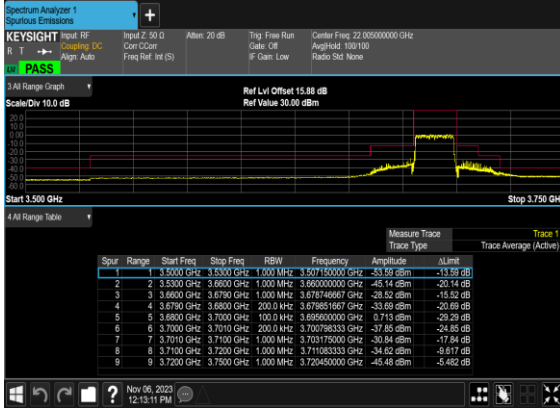 Spectrum Analyzer 1
Spurious Emissions
+
KEYSIGHT Input: RF Input Z: 50 Ω Atten: 20 dB Trig: Free Run Center Freq: 22.005000000 GHz
R T Coupling: DC Corr CCorr Gate: Off Avg|Hold: 100/100
Align: Auto Freq Ref: Int (S) IF Gain: Low Radio Std: None
PASS
3 All Range Graph
Ref Lvl Offset 15.88 dB
Scale/Div 10.0 dB Ref Value 30.00 dBm
20.0
10.0
0.00
-10.0
-20.0
-30.0
-40.0
-50.0
-60.0
Start 3.500 GHz Stop 3.750 GH
4 All Range Table
Measure Trace Trace 1
Trace Type Trace Average (Active)
Spur Range Start Freq Stop Freq RBW Frequency Amplitude ΔLimit
1 1 3.5000 GHz 3.5300 GHz 1.000 MHz 3.507150000 GHz -53.59 dBm -13.59 dB
2 2 3.5300 GHz 3.6600 GHz 1.000 MHz 3.660000000 GHz -45.14 dBm -20.14 dB
3 3 3.6600 GHz 3.6790 GHz 1.000 MHz 3.678746667 GHz -28.52 dBm -15.52 dB
4 4 3.6790 GHz 3.6800 GHz 200.0 kHz 3.679851667 GHz -33.69 dBm -20.69 dB
5 5 3.6800 GHz 3.7000 GHz 100.0 kHz 3.695600000 GHz 0.713 dBm -29.29 dB
6 6 3.7000 GHz 3.7010 GHz 200.0 kHz 3.700798333 GHz -37.85 dBm -24.85 dB
7 7 3.7010 GHz 3.7100 GHz 1.000 MHz 3.703175000 GHz -30.84 dBm -17.84 dB
8 8 3.7100 GHz 3.7200 GHz 1.000 MHz 3.711083333 GHz -34.62 dBm -9.617 dB
9 9 3.7200 GHz 3.7500 GHz 1.000 MHz 3.720450000 GHz -45.48 dBm -5.482 dB
? Nov 06, 2023
12:13:11 PM